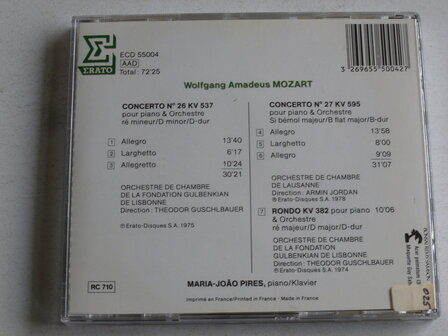 ERATO
ECD 55004
AAD
Total : 72'25
3 269655 500427
Wolfgang Amadeus MOZART
CONCERTO N° 26 KV 537
pour piano & Orchestre
ré mineur/D minor/D-dur
1 Allegro 13'40
2 Larghetto 6'17
3 Allegretto 10'24
30'21
ORCHESTRE DE CHAMBRE
DE LA FONDATION GULBENKIAN
DE LISBONNE
Direction : THEODOR GUSCHLBAUER
℗ Erato-Disques S.A. 1975
CONCERTO N° 27 KV 595
pour piano & Orchestre
Si bémol majeur/B flat major/B-dur
4 Allegro 13'58
5 Larghetto 8'00
6 Allegro 9'09
31'07
ORCHESTRE DE CHAMBRE
DE LAUSANNE
Direction : ARMIN JORDAN
℗ Erato-Disques S.A. 1978
7 RONDO KV 382 pour piano 10'06
& Orchestre
ré majeur/D major/D-dur
ORCHESTRE DE CHAMBRE
DE LA FONDATION
GULBENKIAN DE LISBONNE
Direction : THEODOR GUSCHLBAUER
℗ Erato-Disques S.A. 1974
MARIA-JOÃO PIRES, piano/Klavier
RC 710
Imprimé en France/Printed in France - Made in France
025